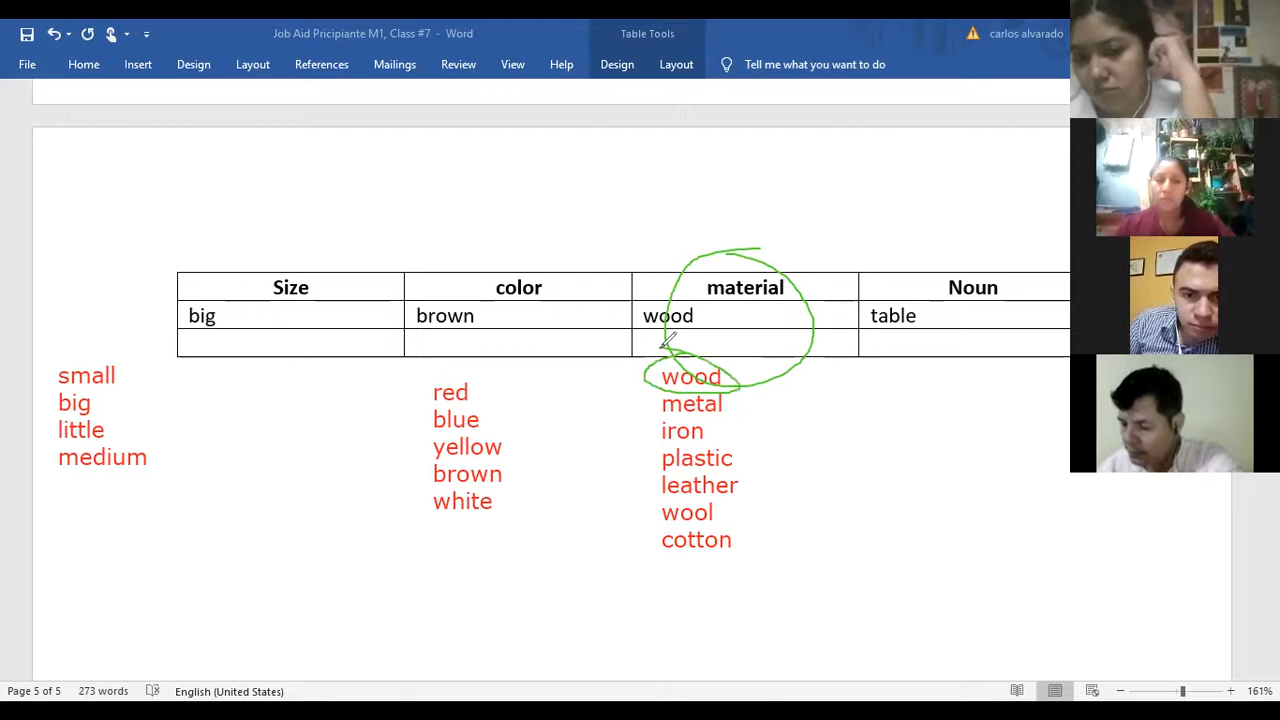 Job Aid Pricipiante M1, Class #7 - Word
Table Tools
carlos alvarado
File Home Insert Design Layout References Mailings Review View Help Design Layout Tell me what you want to do
Size color material Noun
big brown wood table
small
big
little
medium
red
blue
yellow
brown
white
wood
metal
iron
plastic
leather
wool
cotton
Page 5 of 5 273 words English (United States) 161%